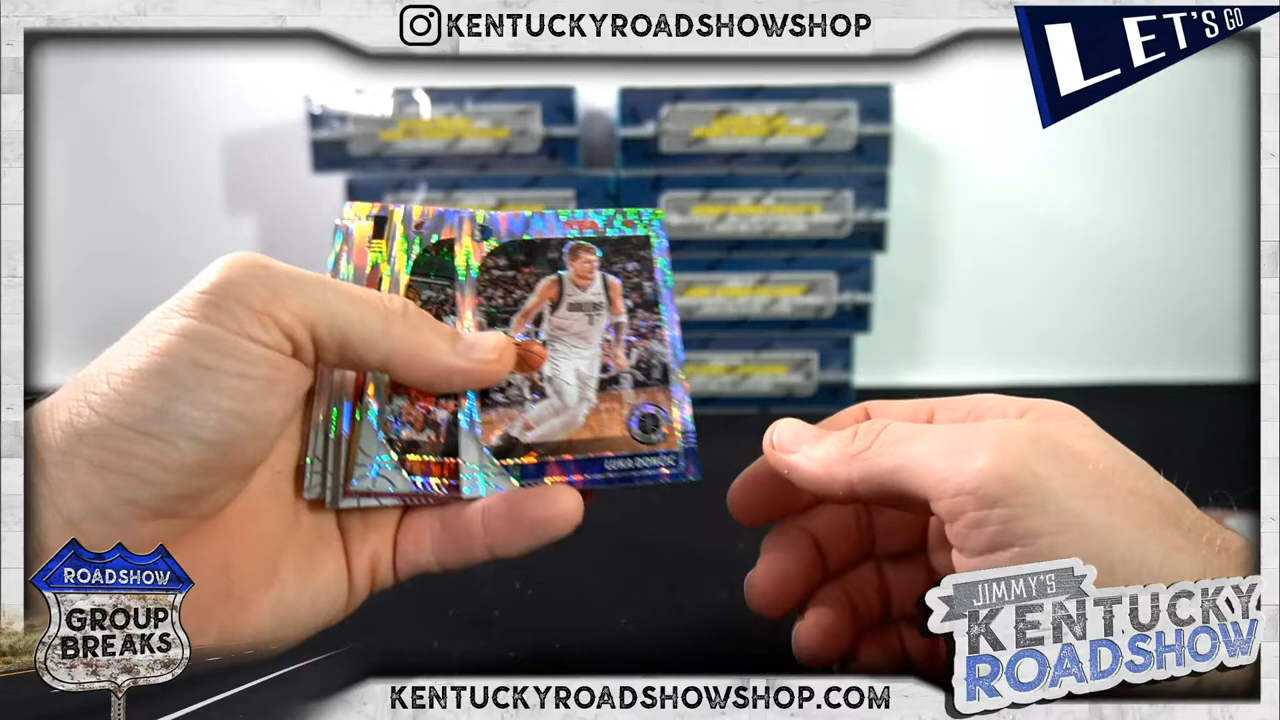 KENTUCKYROADSHOWSHOP
LET'S GO
LUKA DONCIC
ROADSHOW
GROUP
BREAKS
JIMMY'S
KENTUCKY
ROADSHOW
KENTUCKYROADSHOWSHOP.COM